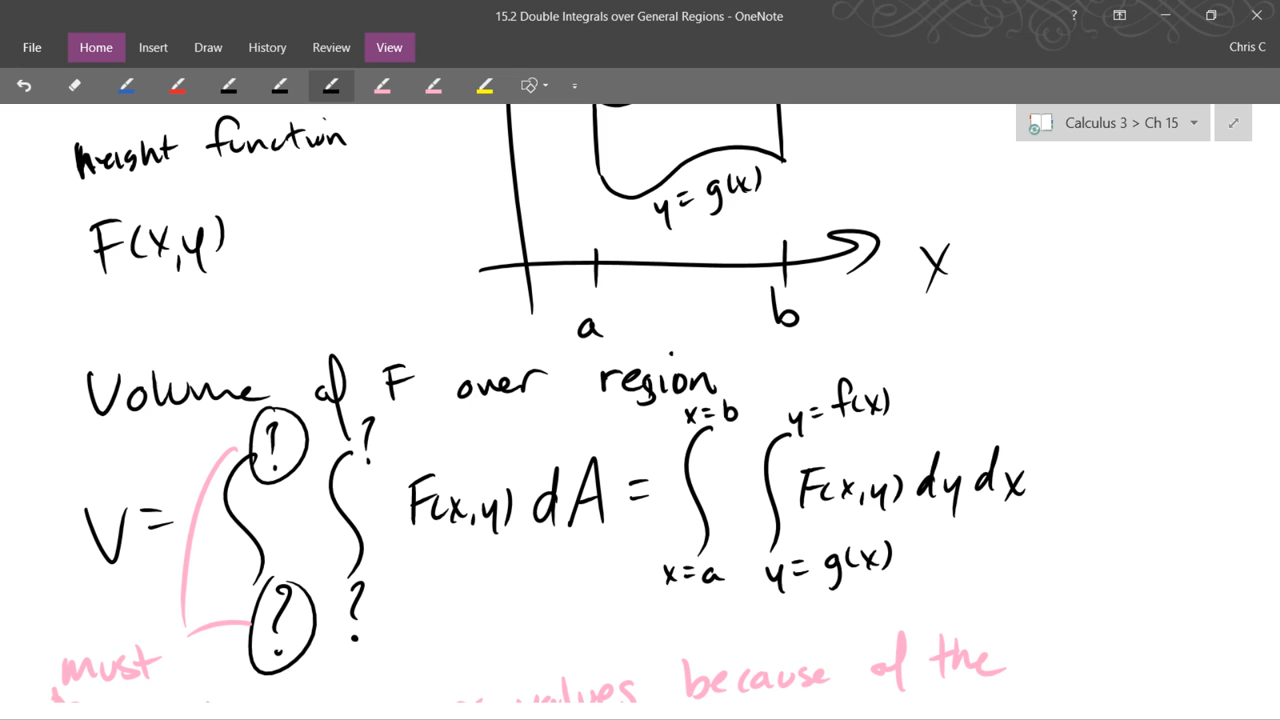 15.2 Double Integrals over General Regions - OneNote
?
File Home Insert Draw History Review View
Chris C
Calculus 3 > Ch 15
height function
y = g(x)
F(x,y)
x
a b
Volume of F over region
x=b y=f(x)
V = ∫ ? ? ∫ ? ? F(x,y) dA = ∫ ∫ F(x,y) dy dx
x=a y=g(x)
must
values because of the